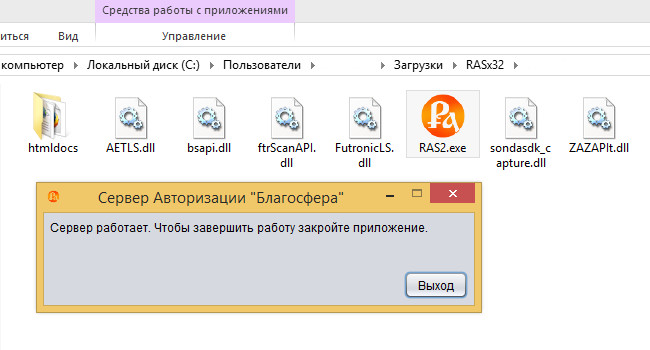 Средства работы с приложениями
иться Вид Управление
компьютер Локальный диск (C:) Пользователи Загрузки RASx32
htmldocs AETLS.dll bsapi.dll ftrScanAPI.dll FutronicLS.dll RAS2.exe sondasdk_capture.dll ZAZAPIt.dll
Сервер Авторизации "Благосфера"
Сервер работает. Чтобы завершить работу закройте приложение.
Выход